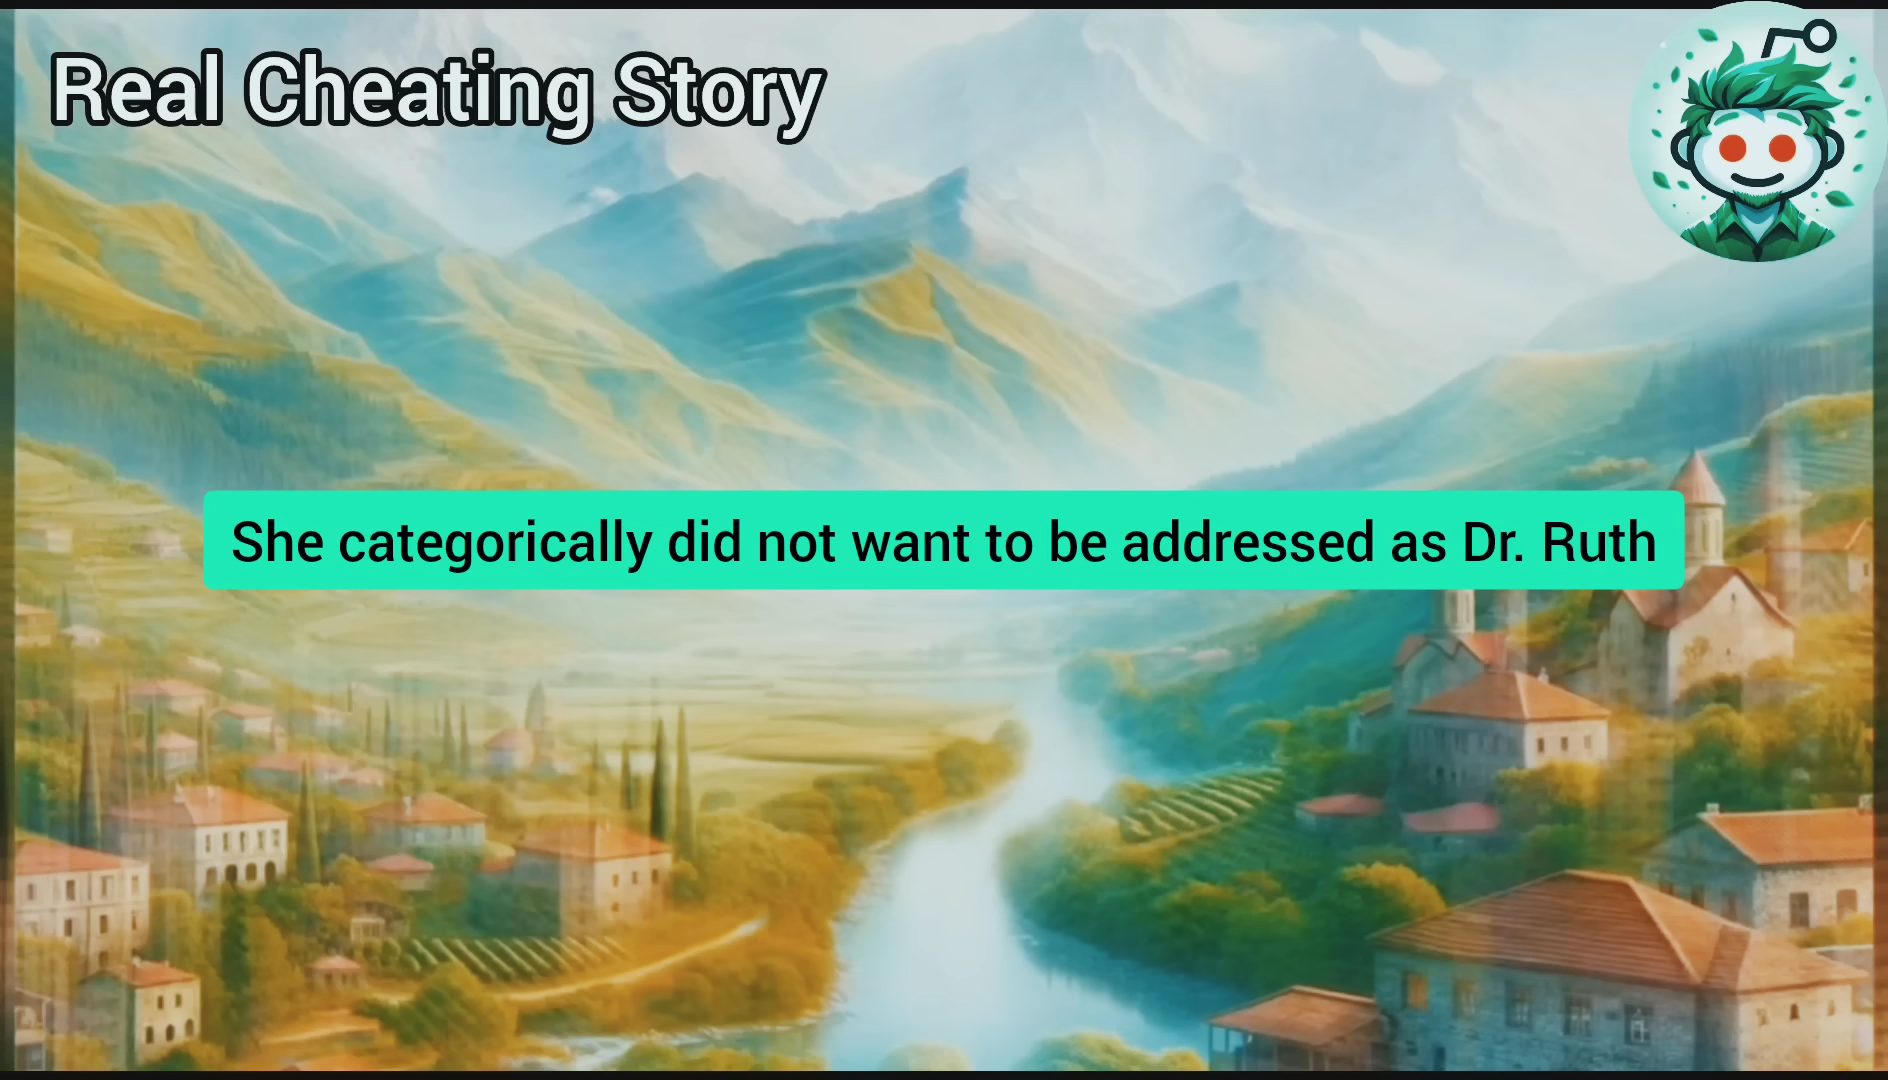 Real Cheating Story
She categorically did not want to be addressed as Dr. Ruth